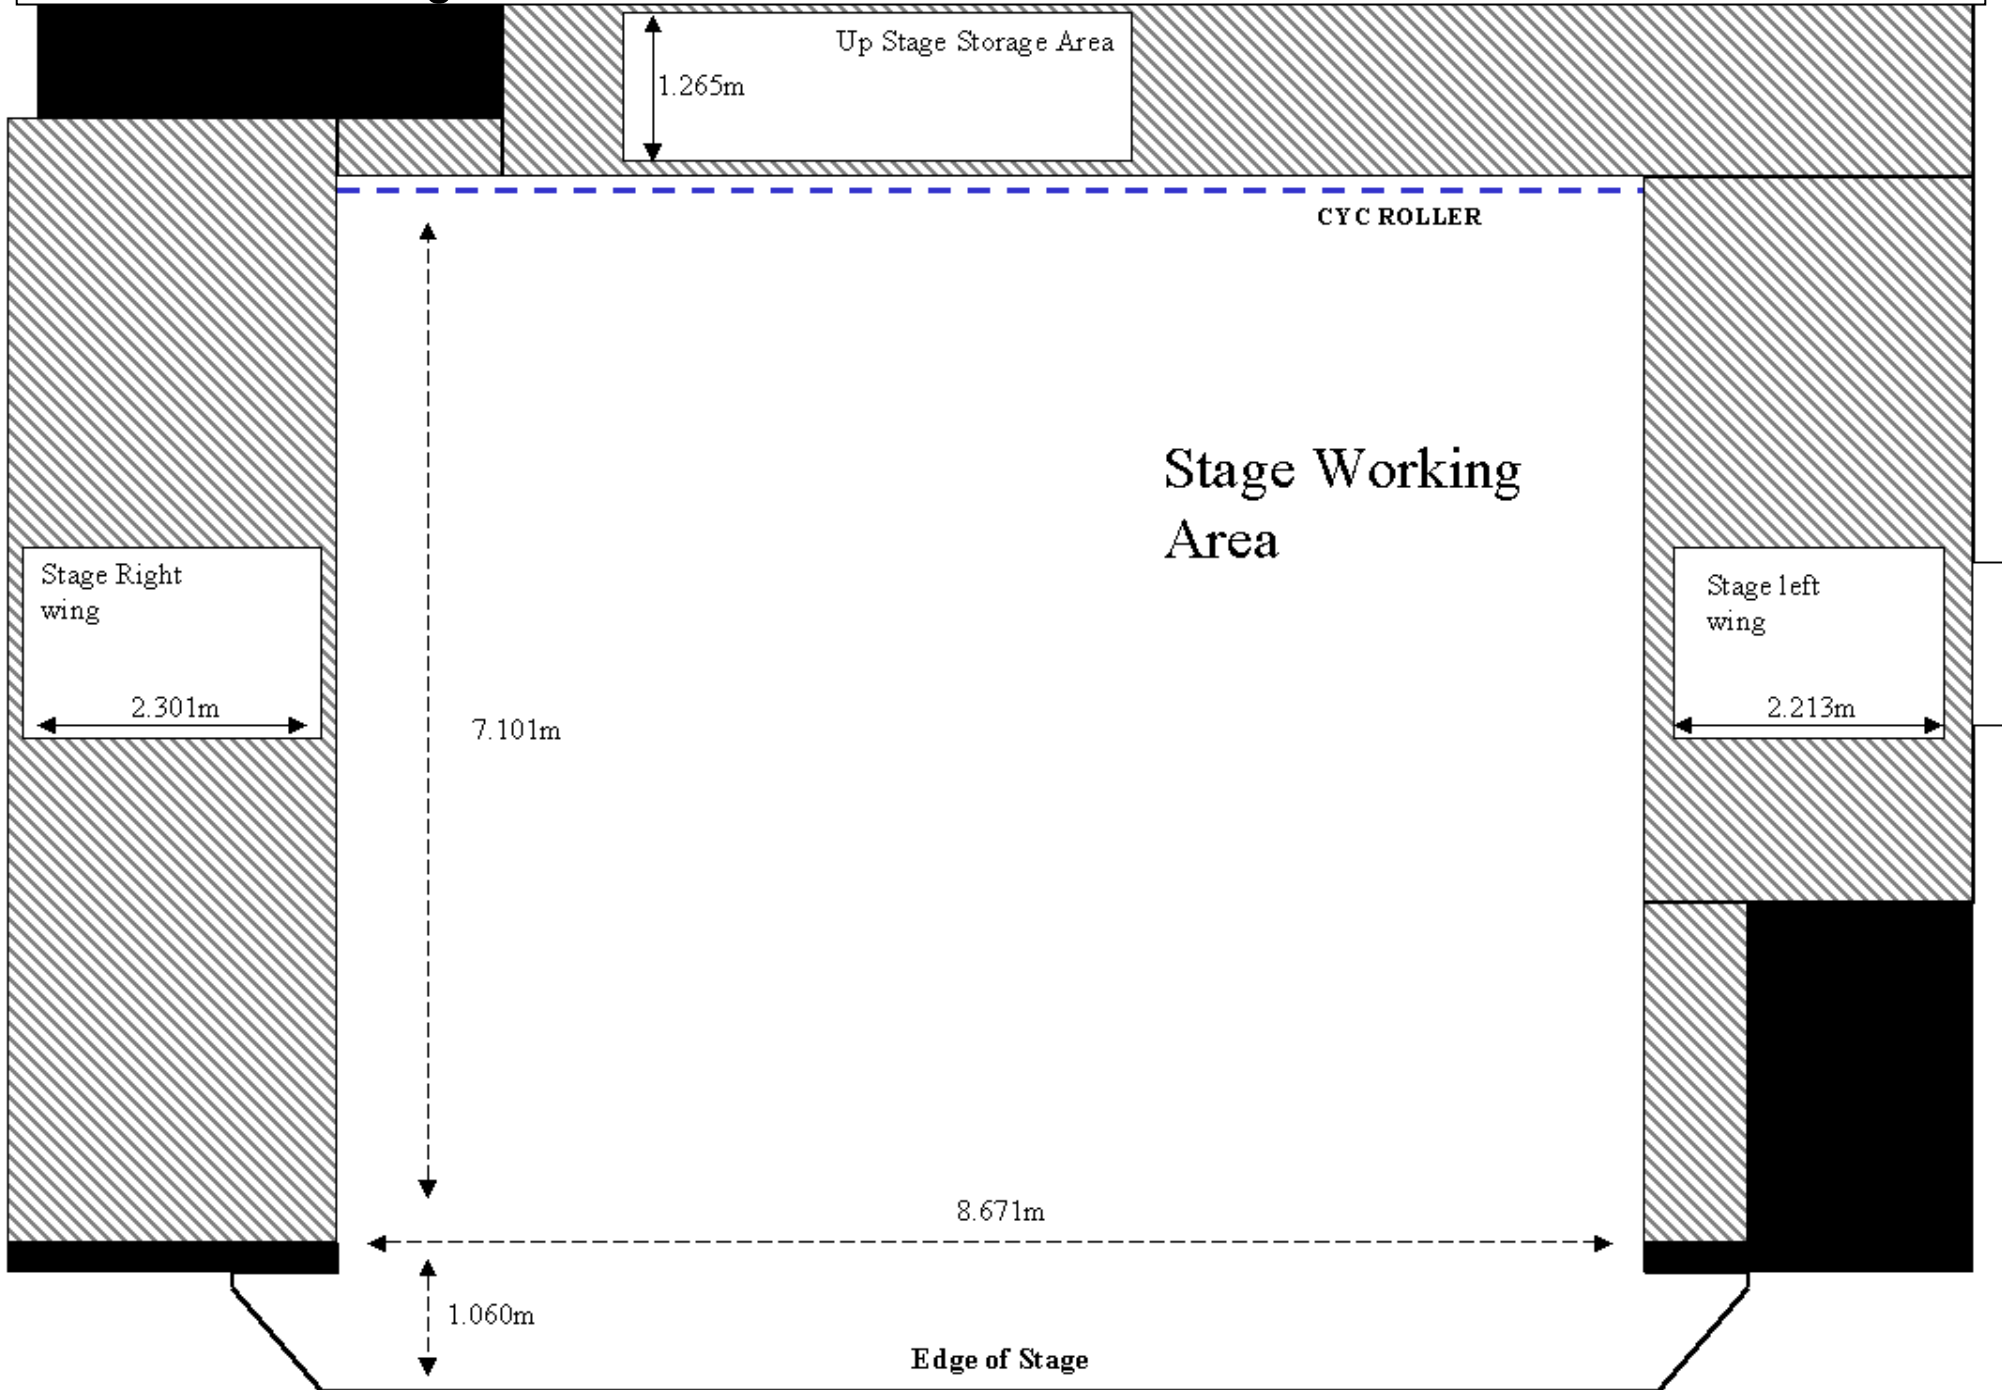 Up Stage Storage Area
1.265m
CYC ROLLER
Stage Working
Area
Stage Right
wing
2.301m
Stage left
wing
2.213m
7.101m
8.671m
1.060m
Edge of Stage